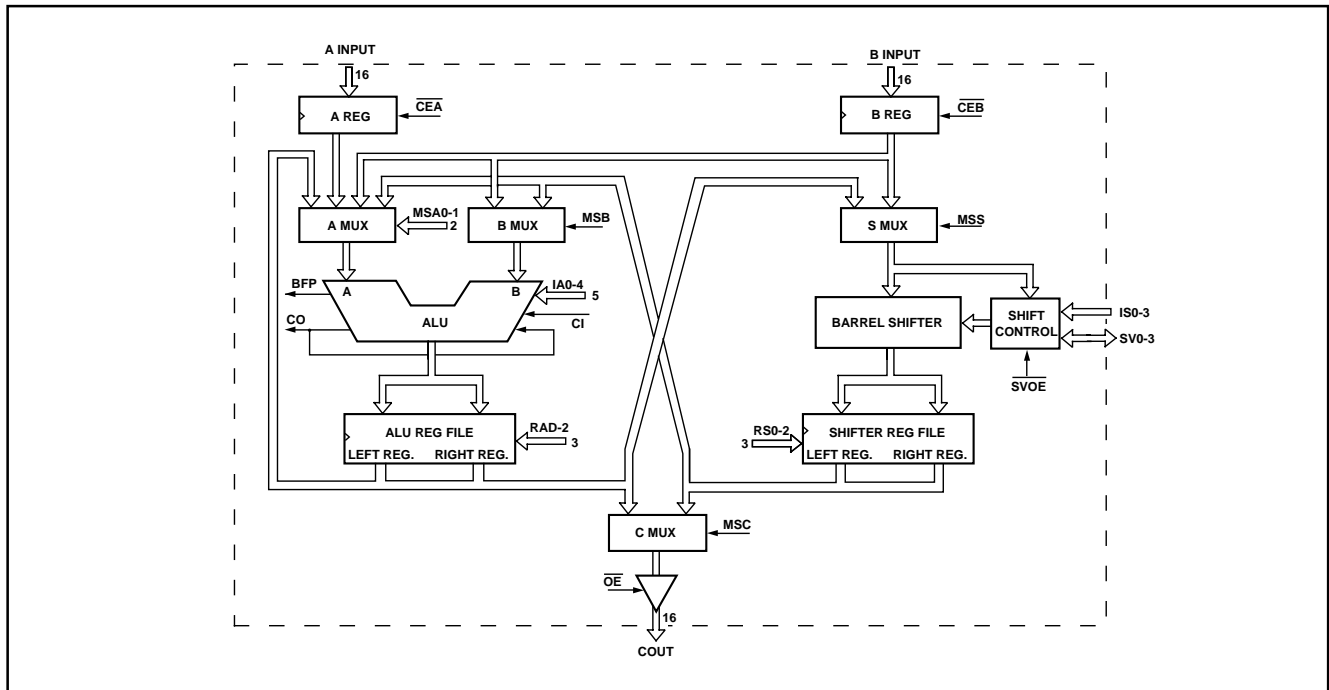 A INPUT
B INPUT
16
16
A REG
CEA
B REG
CEB
A MUX
MSA0-1
2
B MUX
MSB
S MUX
MSS
BFP
A
B
IA0-4
5
CO
ALU
CI
BARREL SHIFTER
SHIFT
CONTROL
IS0-3
SV0-3
SVOE
ALU REG FILE
LEFT REG. RIGHT REG.
RAD-2
3
RS0-2
3
SHIFTER REG FILE
LEFT REG. RIGHT REG.
C MUX
MSC
OE
16
COUT